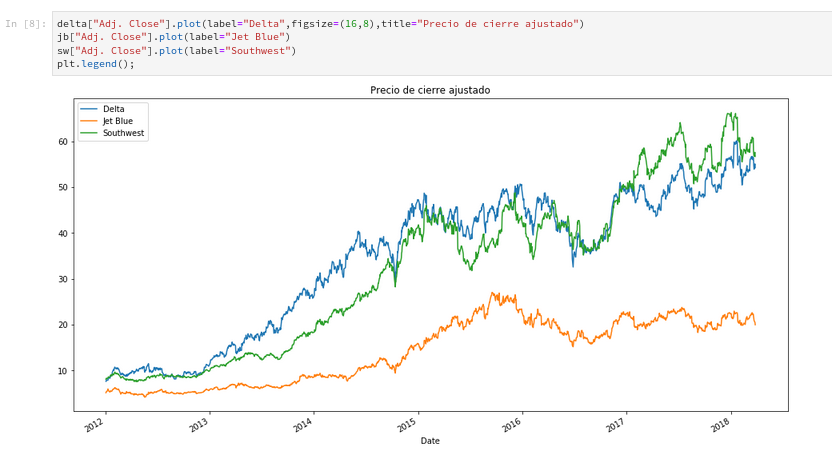 In [8]: delta["Adj. Close"].plot(label="Delta",figsize=(16,8),title="Precio de cierre ajustado")
jb["Adj. Close"].plot(label="Jet Blue")
sw["Adj. Close"].plot(label="Southwest")
plt.legend();
Precio de cierre ajustado
Delta
Jet Blue
Southwest
60
50
40
30
20
10
2012 2013 2014 2015 2016 2017 2018
Date